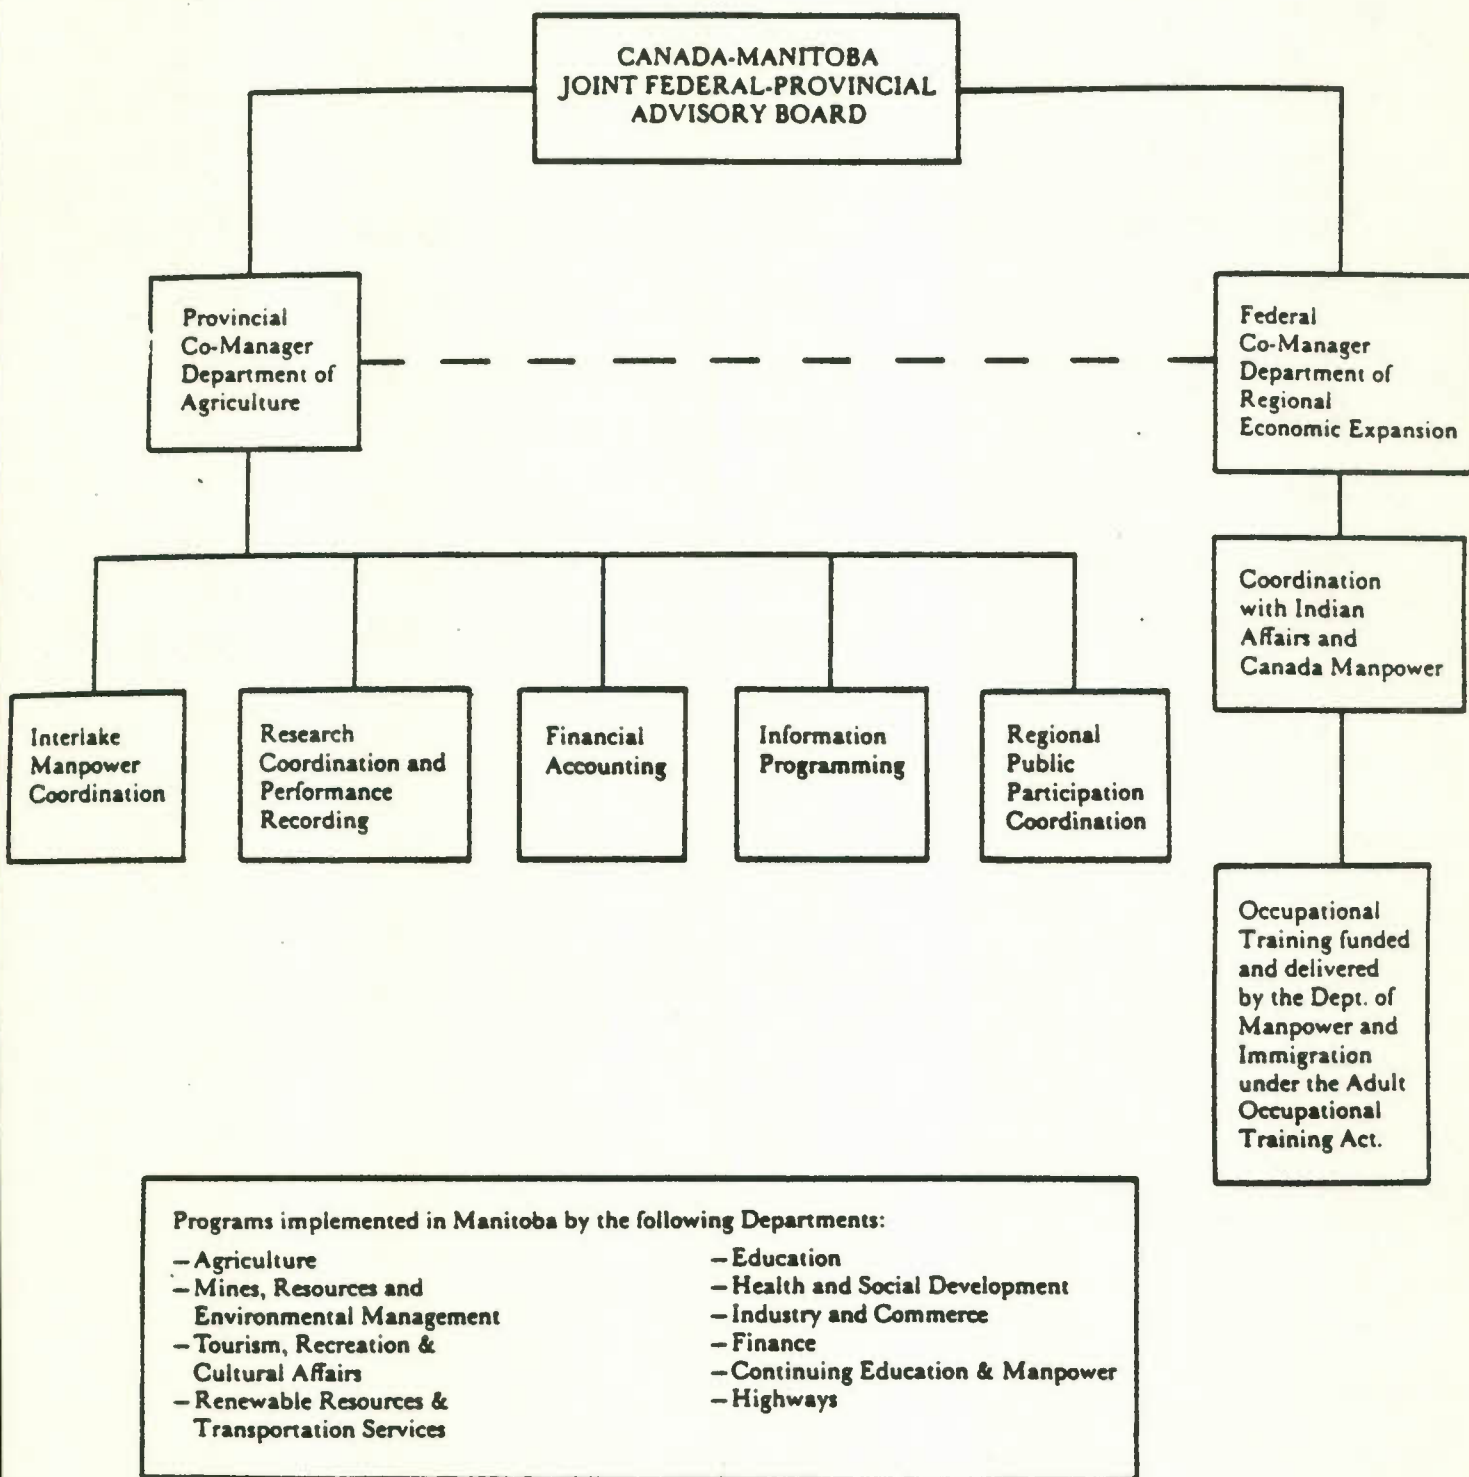 CANADA-MANITOBA
JOINT FEDERAL-PROVINCIAL
ADVISORY BOARD
Provincial
Co-Manager
Department of
Agriculture
Federal
Co-Manager
Department of
Regional
Economic Expansion
Coordination
with Indian
Affairs and
Canada Manpower
Interlake
Manpower
Coordination
Research
Coordination and
Performance
Recording
Financial
Accounting
Information
Programming
Regional
Public
Participation
Coordination
Occupational
Training funded
and delivered
by the Dept. of
Manpower and
Immigration
under the Adult
Occupational
Training Act.
Programs implemented in Manitoba by the following Departments:
—Agriculture
—Mines, Resources and
Environmental Management
—Tourism, Recreation &
Cultural Affairs
—Renewable Resources &
Transportation Services
—Education
—Health and Social Development
—Industry and Commerce
—Finance
—Continuing Education & Manpower
—Highways